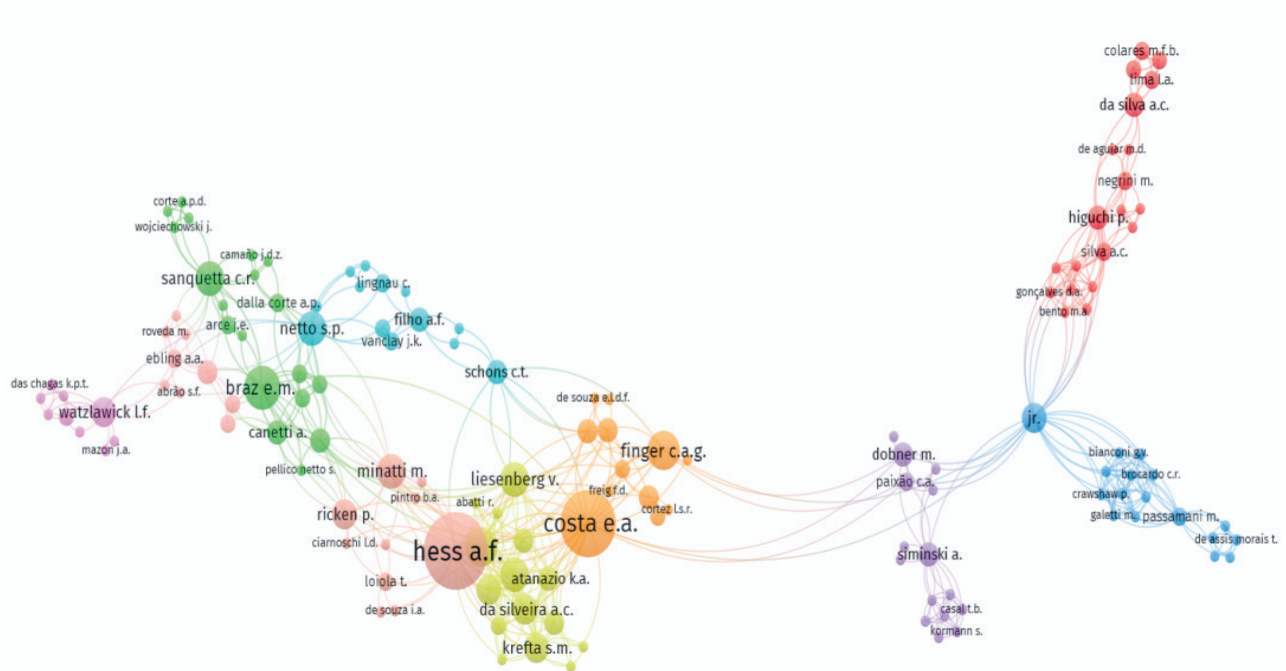 colares m.f.b.
lima l.a.
da silva a.c.
de aguiar m.d.
negrini m.
higuchi p.
silva a.c.
gonçalves d.a.
bento m.a.
corte a.p.d.
wojciechowski j.
camaño j.d.z.
sanquetta c.r.
lingnau c.
dalla corte a.p.
arce j.e.
netto s.p.
filho a.f.
vanclay j.k.
roveda m.
ebling a.a.
schons c.t.
das chagas k.p.t.
abrão s.f.
braz e.m.
de souza e.l.d.f.
watzlawick l.f.
jr.
canetti a.
mazon j.a.
finger c.a.g.
dobner m.
bianconi g.v.
pellico netto s.
minatti m.
liesenberg v.
paixão c.a.
brocardo c.r.
pintro b.a.
freig f.d.
crawshaw p.
abatti r.
cortez l.s.r.
ricken p.
galetti m.
passamani m.
costa e.a.
ciarnoschi l.d.
hess a.f.
siminski a.
de assis morais t.
loiola t.
atanazio k.a.
de souza i.a.
da silveira a.c.
casal t.b.
kormann s.
krefta s.m.